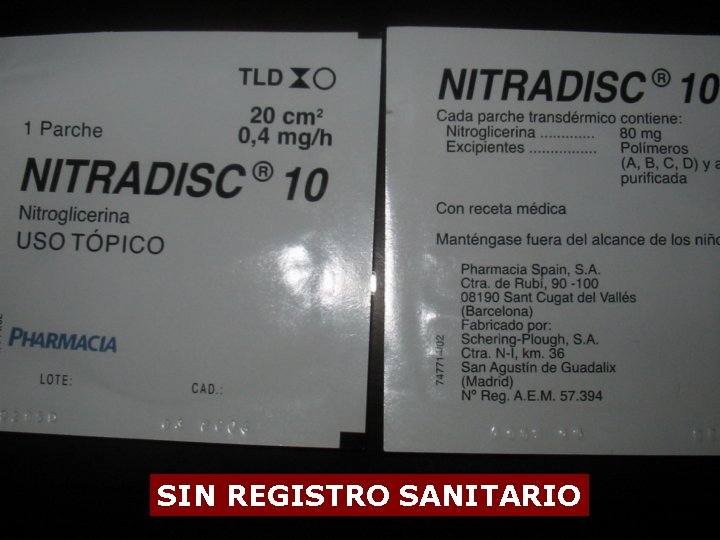 TLD
20 cm²
1 Parche
0,4 mg/h
NITRADISC® 10
Nitroglicerina
USO TÓPICO
PHARMACIA
LOTE:
CAD.:
NITRADISC® 10
Cada parche transdérmico contiene:
Nitroglicerina ............. 80 mg
Excipientes ................ Polímeros
(A, B, C, D) y
purificada
Con receta médica
Manténgase fuera del alcance de los
Pharmacia Spain, S.A.
Ctra. de Rubí, 90 -100
08190 Sant Cugat del Vallés
(Barcelona)
Fabricado por:
Schering-Plough, S.A.
Ctra. N-I, km. 36
San Agustín de Guadalix
(Madrid)
Nº Reg. A.E.M. 57.394
SIN REGISTRO SANITARIO